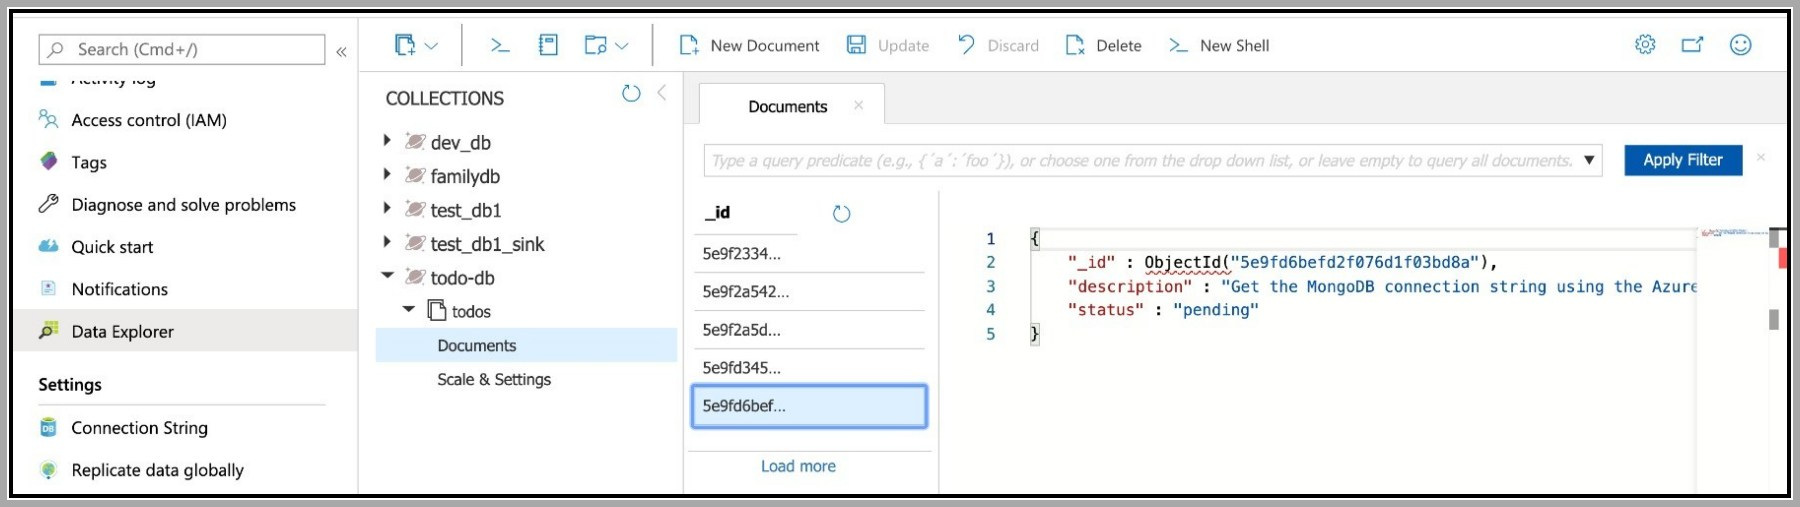 Search (Cmd+/)
«
Activity log
Access control (IAM)
Tags
Diagnose and solve problems
Quick start
Notifications
Data Explorer
Settings
Connection String
Replicate data globally
New Document
Update
Discard
Delete
New Shell
COLLECTIONS
dev_db
familydb
test_db1
test_db1_sink
todo-db
todos
Documents
Scale & Settings
Documents
Type a query predicate (e.g., {´a´:´foo´}), or choose one from the drop down list, or leave empty to query all documents.
Apply Filter
_id
5e9f2334...
5e9f2a542...
5e9f2a5d...
5e9fd345...
5e9fd6bef...
Load more
1 {
2 "_id" : ObjectId("5e9fd6befd2f076d1f03bd8a"),
3 "description" : "Get the MongoDB connection string using the Azure
4 "status" : "pending"
5 }